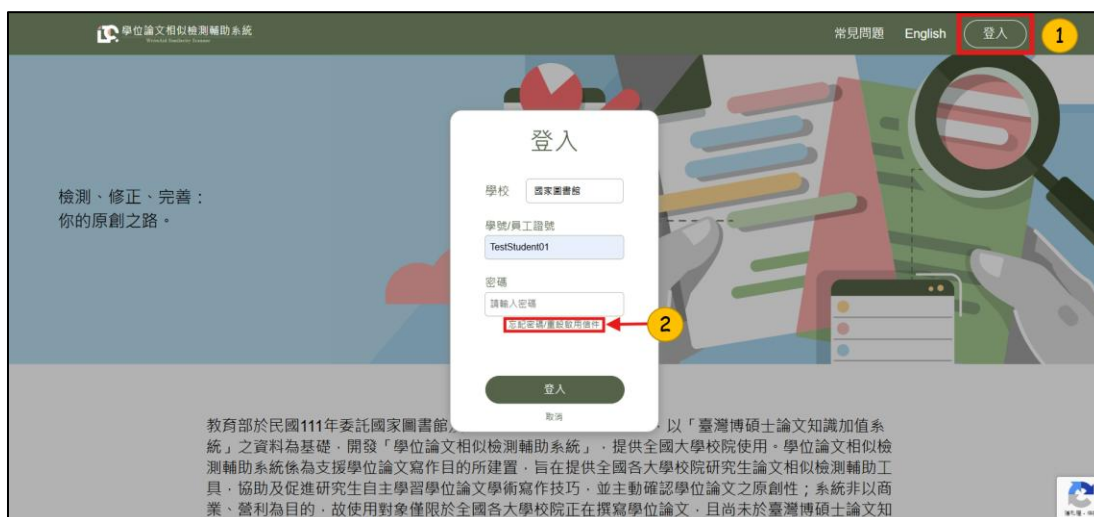 學位論文相似檢測輔助系統
常見問題 English 登入 1
檢測、修正、完善：
你的原創之路。
登入
學校 國家圖書館
學號/員工證號
TestStudent01
密碼
請輸入密碼
忘記密碼/重設啟用信件 2
登入
取消
教育部於民國111年委託國家圖書館 以「臺灣博碩士論文知識加值系
統」之資料為基礎，開發「學位論文相似檢測輔助系統」，提供全國大學校院使用。學位論文相似檢
測輔助系統係為支援學位論文寫作目的所建置，旨在提供全國各大學校院研究生論文相似檢測輔助工
具，協助及促進研究生自主學習學位論文學術寫作技巧，並主動確認學位論文之原創性；系統非以商
業、營利為目的，故使用對象僅限於全國各大學校院正在撰寫學位論文，且尚未於臺灣博碩士論文知